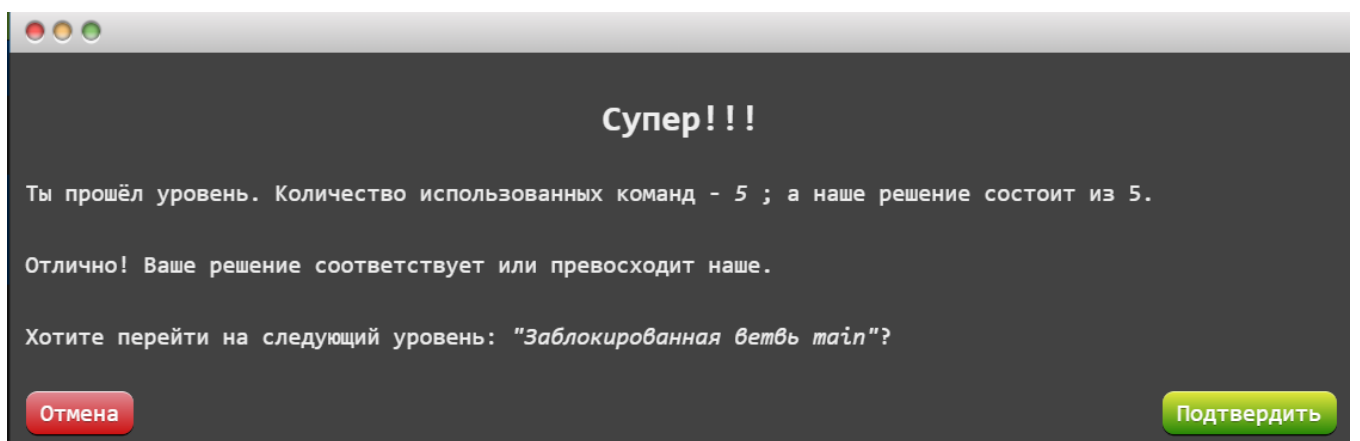 Супер!!!
Ты прошёл уровень. Количество использованных команд - 5 ; а наше решение состоит из 5.
Отлично! Ваше решение соответствует или превосходит наше.
Хотите перейти на следующий уровень: "Заблокированная ветвь main"?
Отмена
Подтвердить